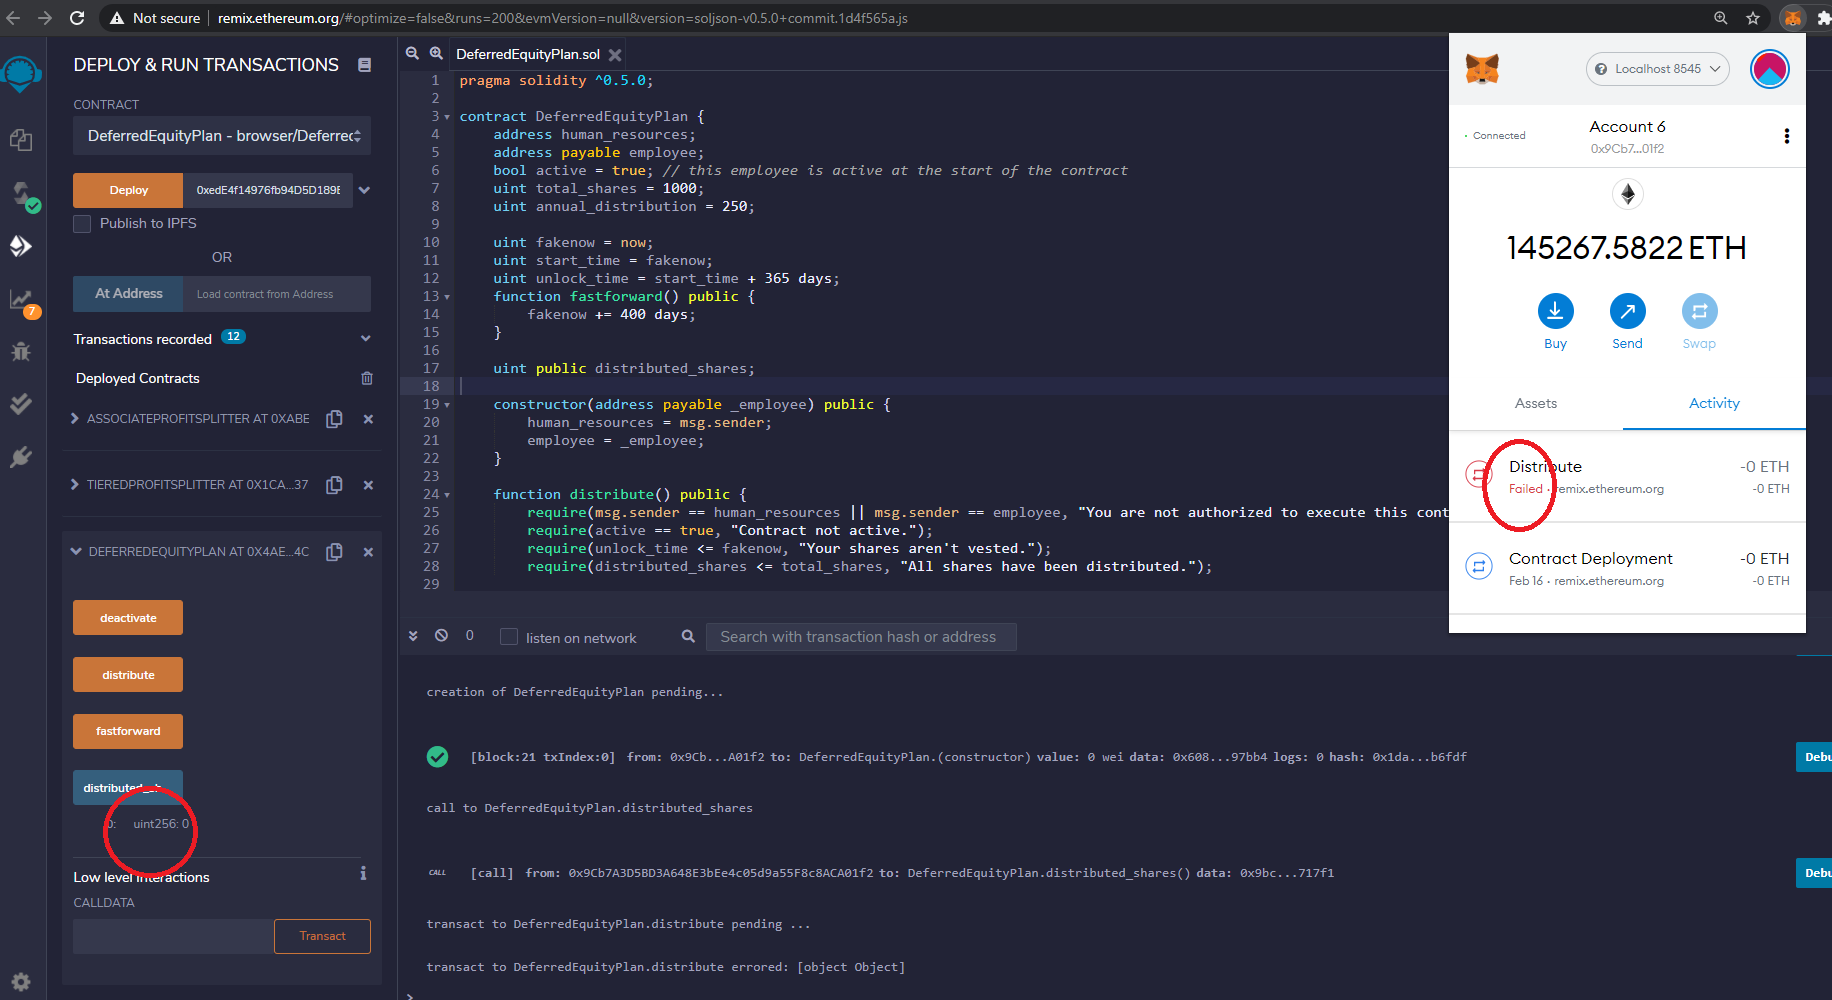 Not secure | remix.ethereum.org/#optimize=false&runs=200&evmVersion=null&version=soljson-v0.5.0+commit.1d4f565a.js
DEPLOY & RUN TRANSACTIONS
CONTRACT
DeferredEquityPlan - browser/Deferrec
Deploy
0xedE4f14976fb94D5D189E
Publish to IPFS
OR
At Address
Load contract from Address
7
Transactions recorded 12
Deployed Contracts
ASSOCIATEPROFITSPLITTER AT 0XABE
TIEREDPROFITSPLITTER AT 0X1CA...37
DEFERREDEQUITYPLAN AT 0X4AE...4C
deactivate
distribute
fastforward
0: uint256: 0
Low level interactions
CALLDATA
Transact
DeferredEquityPlan.sol
1 pragma solidity ^0.5.0;
2
3 contract DeferredEquityPlan {
4 address human_resources;
5 address payable employee;
6 bool active = true; // this employee is active at the start of the contract
7 uint total_shares = 1000;
8 uint annual_distribution = 250;
9
10 uint fakenow = now;
11 uint start_time = fakenow;
12 uint unlock_time = start_time + 365 days;
13 function fastforward() public {
14 fakenow += 400 days;
15 }
16
17 uint public distributed_shares;
18
19 constructor(address payable _employee) public {
20 human_resources = msg.sender;
21 employee = _employee;
22 }
23
24 function distribute() public {
25 require(msg.sender == human_resources || msg.sender == employee, "You are not authorized to execute this cont
26 require(active == true, "Contract not active.");
27 require(unlock_time <= fakenow, "Your shares aren't vested.");
28 require(distributed_shares <= total_shares, "All shares have been distributed.");
29
0
listen on network
Search with transaction hash or address
creation of DeferredEquityPlan pending...
[block:21 txIndex:0] from: 0x9Cb...A01f2 to: DeferredEquityPlan.(constructor) value: 0 wei data: 0x608...97bb4 logs: 0 hash: 0x1da...b6fdf
Debu
call to DeferredEquityPlan.distributed_shares
CALL [call] from: 0x9Cb7A3D5BD3A648E3bEe4c05d9a55F8c8ACA01f2 to: DeferredEquityPlan.distributed_shares() data: 0x9bc...717f1
Debu
transact to DeferredEquityPlan.distribute pending ...
transact to DeferredEquityPlan.distribute errored: [object Object]
Localhost 8545
Connected
Account 6
0x9Cb7...01f2
145267.5822 ETH
Buy
Send
Swap
Assets
Activity
Distribute
-0 ETH
Failed · remix.ethereum.org
-0 ETH
Contract Deployment
-0 ETH
Feb 16 · remix.ethereum.org
-0 ETH